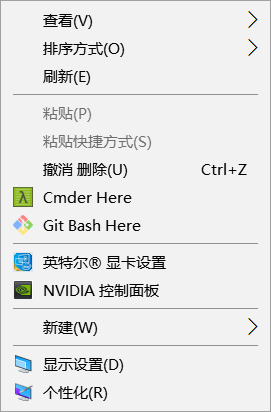 查看(V)
排序方式(O)
刷新(E)
粘贴(P)
粘贴快捷方式(S)
撤消 删除(U) Ctrl+Z
Cmder Here
Git Bash Here
英特尔® 显卡设置
NVIDIA 控制面板
新建(W)
显示设置(D)
个性化(R)